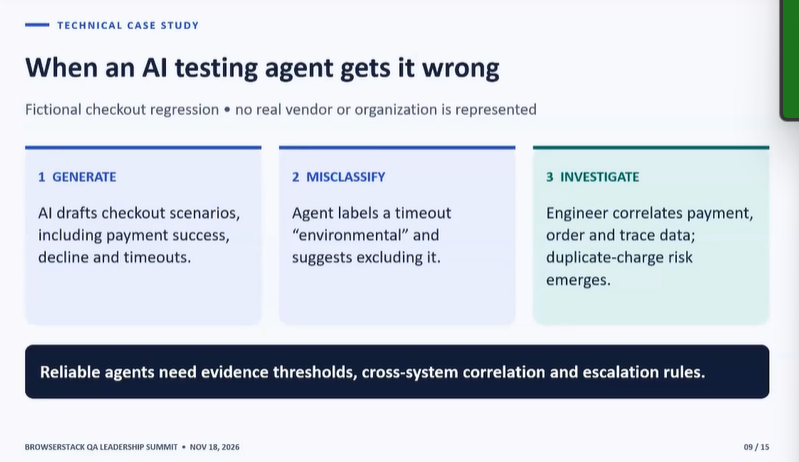 TECHNICAL CASE STUDY
When an AI testing agent gets it wrong
Fictional checkout regression • no real vendor or organization is represented
1 GENERATE
AI drafts checkout scenarios,
including payment success,
decline and timeouts.
2 MISCLASSIFY
Agent labels a timeout
“environmental” and
suggests excluding it.
3 INVESTIGATE
Engineer correlates payment,
order and trace data;
duplicate-charge risk
emerges.
Reliable agents need evidence thresholds, cross-system correlation and escalation rules.
BROWSERSTACK QA LEADERSHIP SUMMIT • NOV 18, 2026
09 / 15